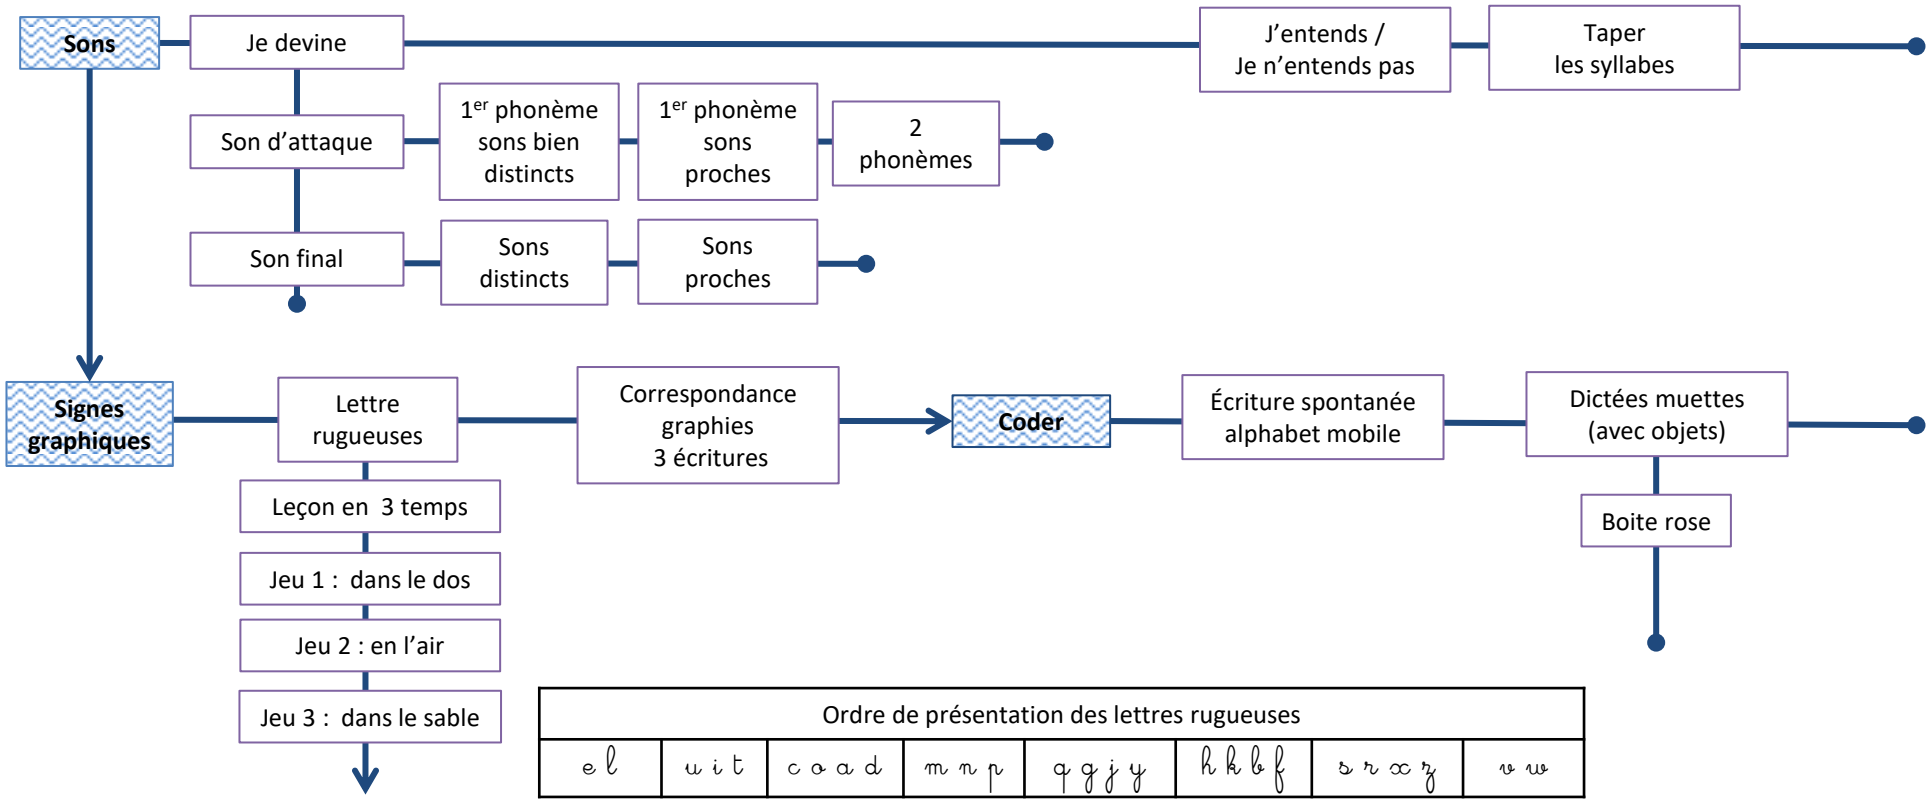 Sons
Je devine
J’entends /
Je n’entends pas
Taper
les syllabes
Son d’attaque
1er phonème
sons bien
distincts
1er phonème
sons
proches
2
phonèmes
Son final
Sons
distincts
Sons
proches
Signes
graphiques
Lettre
rugueuses
Correspondance
graphies
3 écritures
Coder
Écriture spontanée
alphabet mobile
Dictées muettes
(avec objets)
Boite rose
Leçon en 3 temps
Jeu 1 : dans le dos
Jeu 2 : en l’air
Jeu 3 : dans le sable
Ordre de présentation des lettres rugueuses
e l
u i t
c o a d
m n p
q g j y
h k b f
s r x z
v w